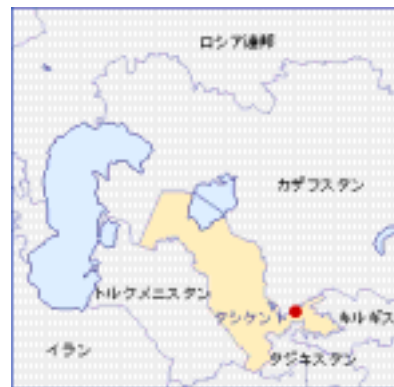 ロシア連邦
カザフスタン
トルクメニスタン
タシケント
キルギス
イラン
タジキスタン